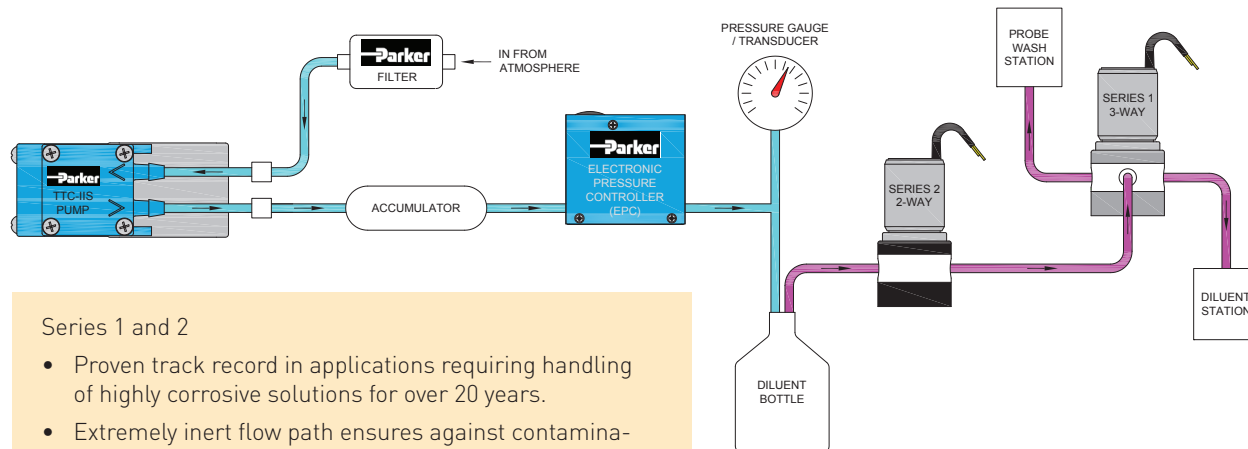 Parker
FILTER
IN FROM
ATMOSPHERE
PRESSURE GAUGE
/ TRANSDUCER
PROBE
WASH
STATION
SERIES 1
3-WAY
Parker
TTC-IIS
PUMP
ACCUMULATOR
Parker
ELECTRONIC
PRESSURE
CONTROLLER
(EPC)
SERIES 2
2-WAY
DILUENT
STATION
DILUENT
BOTTLE
Series 1 and 2
• Proven track record in applications requiring handling
of highly corrosive solutions for over 20 years.
• Extremely inert flow path ensures against contamina-